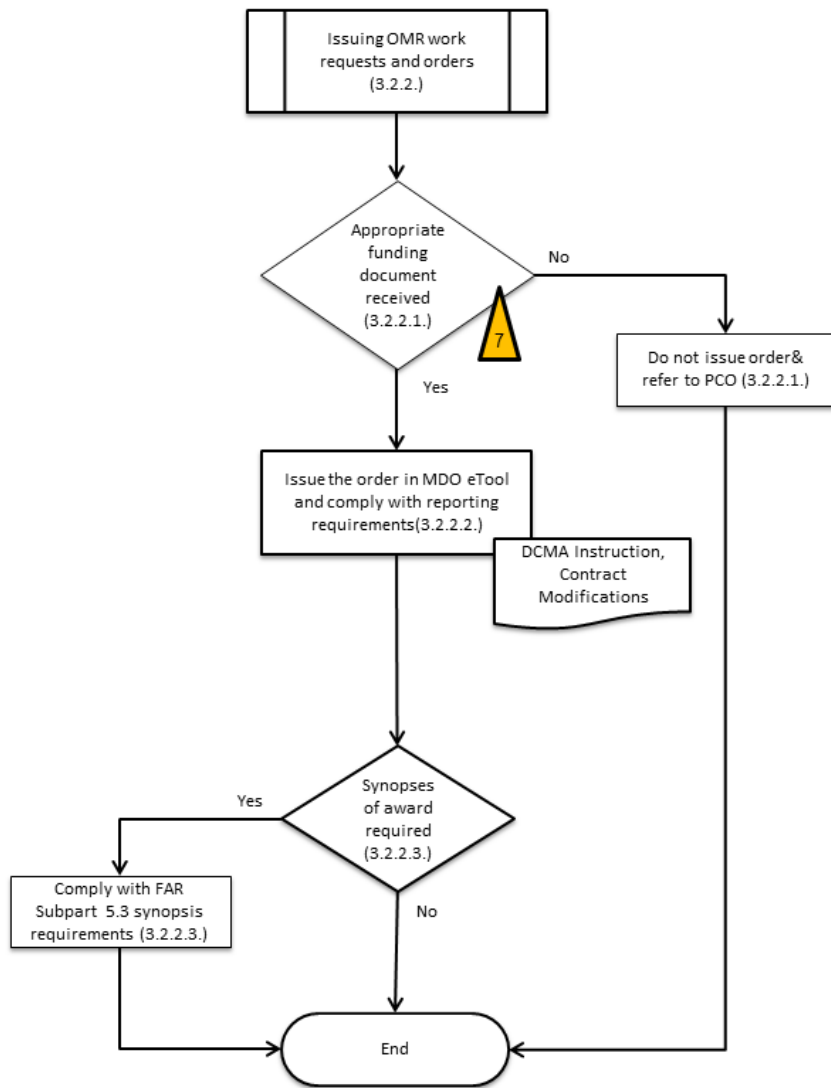 Issuing OMR work
requests and orders
(3.2.2.)
Appropriate
funding
document
received
(3.2.2.1.)
No
7
Do not issue order&
refer to PCO (3.2.2.1.)
Yes
Issue the order in MDO eTool
and comply with reporting
requirements(3.2.2.2.)
DCMA Instruction,
Contract
Modifications
Synopses
of award
required
(3.2.2.3.)
Yes
Comply with FAR
Subpart 5.3 synopsis
requirements (3.2.2.3.)
No
End